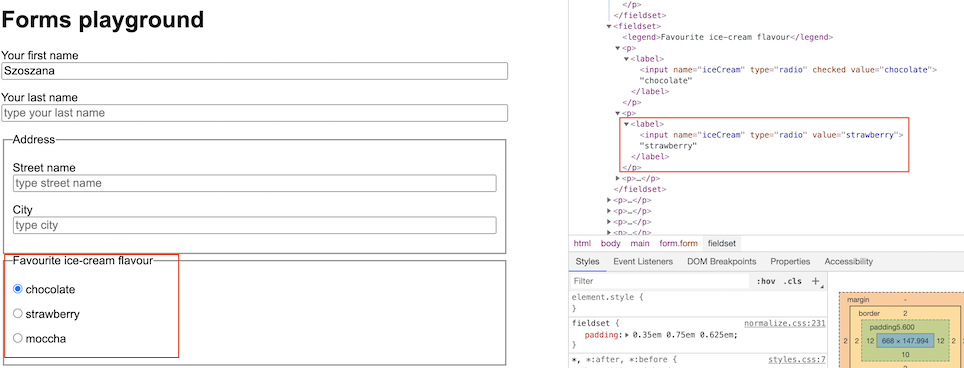 Forms playground
Your first name
Szoszana
Your last name
type your last name
Address
Street name
type street name
City
type city
Favourite ice-cream flavour
chocolate
strawberry
moccha
</p>
</fieldset>
<fieldset>
<legend>Favourite ice-cream flavour</legend>
<p>
<label>
<input name="iceCream" type="radio" checked value="chocolate">
"chocolate"
</label>
</p>
<p>
<label>
<input name="iceCream" type="radio" value="strawberry">
"strawberry"
</label>
</p>
<p>…</p>
</fieldset>
<p>…</p>
<p>…</p>
<p>…</p>
<p>…</p>
html body main form.form fieldset
Styles Event Listeners DOM Breakpoints Properties Accessibility
Filter :hov .cls +
element.style {
}
fieldset { normalize.css:231
padding: 0.35em 0.75em 0.625em;
}
*, *:after, *:before { styles.css:7
margin -
border 2
padding5.600
2 2 12 668 × 147.994 12 2 2
10